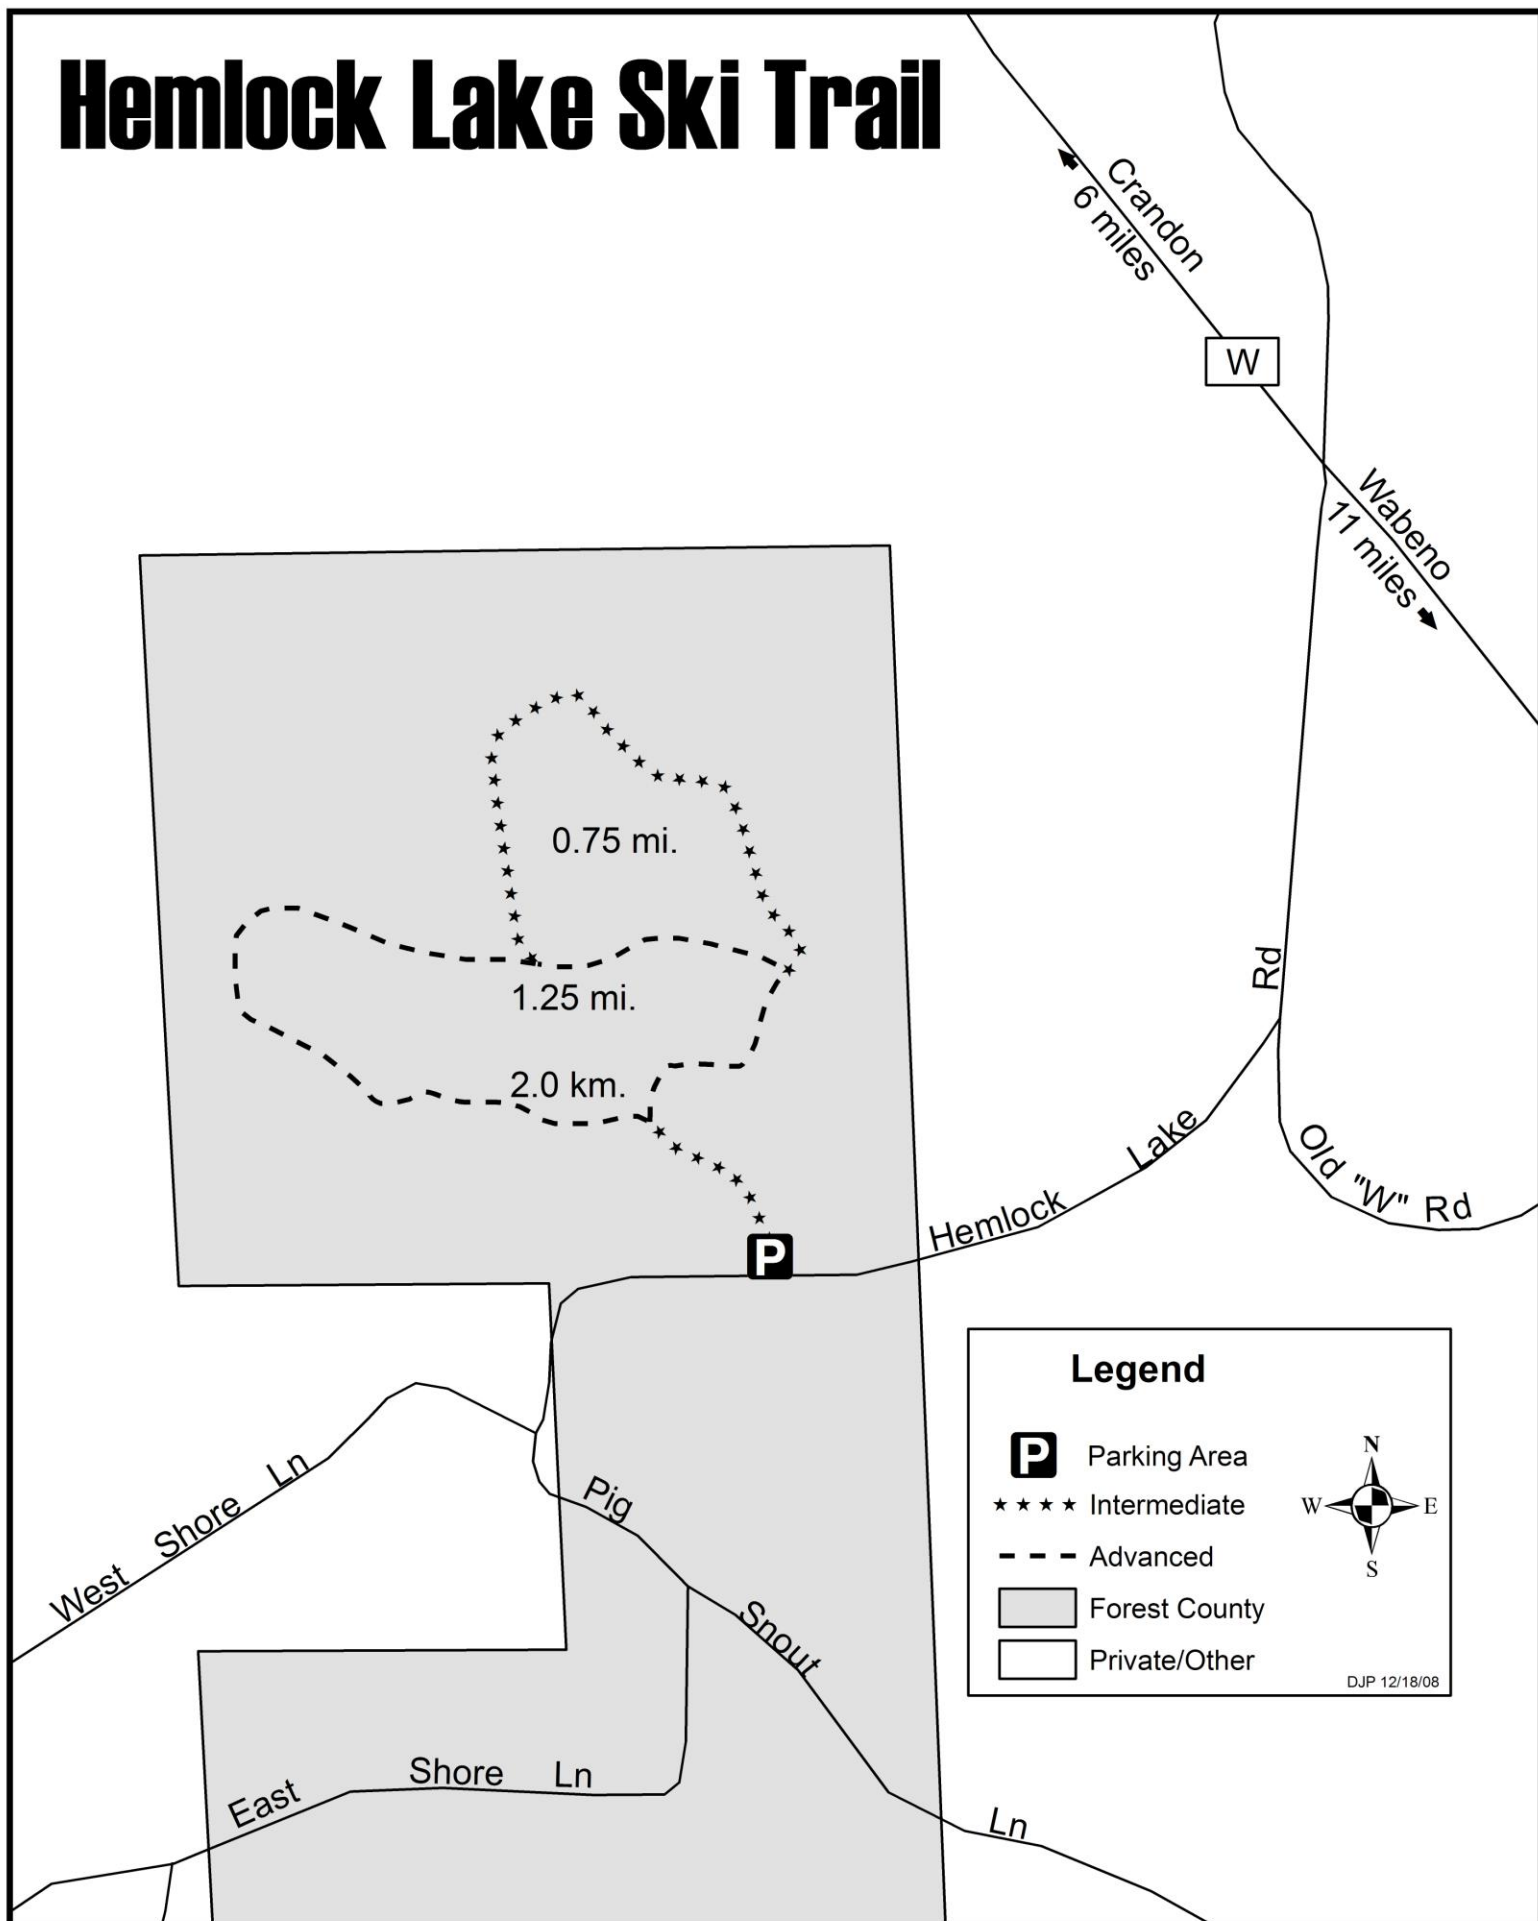 Hemlock Lake Ski Trail
Crandon
6 miles
W
Wabeno
11 miles
0.75 mi.
1.25 mi.
2.0 km.
P
Hemlock Lake Rd
Old "W" Rd
West Shore Ln
Pig Snout Ln
East Shore Ln
Legend
P Parking Area
Intermediate
Advanced
Forest County
Private/Other
N
W E
S
DJP 12/18/08